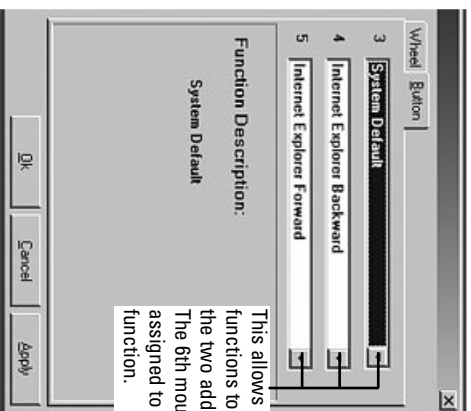 Wheel
Button
3
System Default
4
Internet Explorer Backward
5
Internet Explorer Forward
Function Description:
System Default
Ok
Cancel
Apply
This allows
functions to
the two add
The 6th mou
assigned to
function.